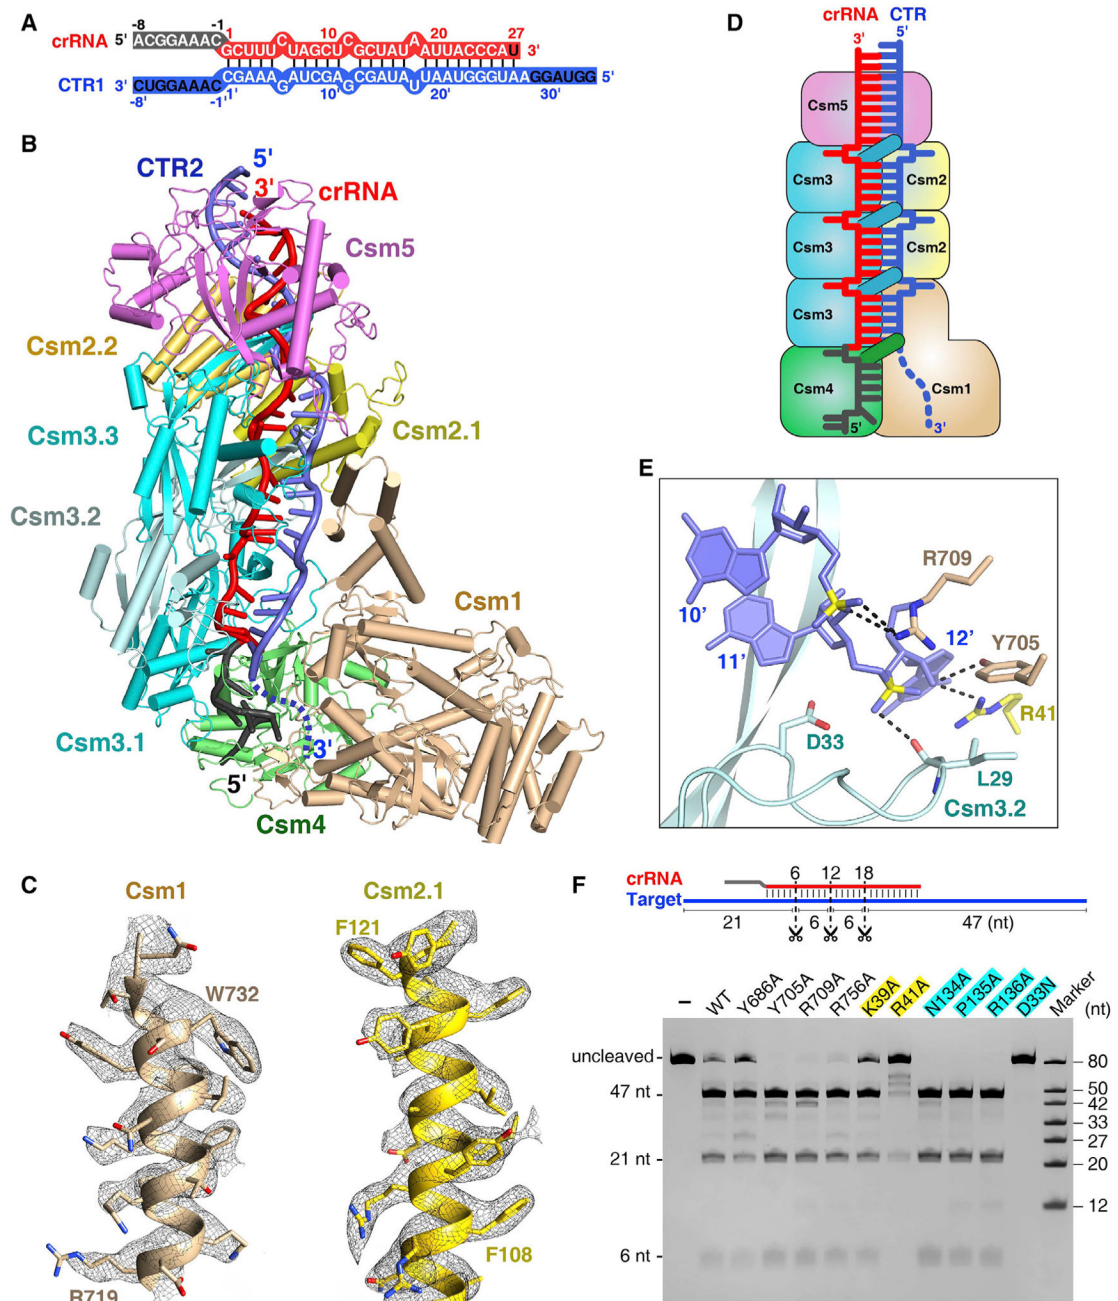 A
-8 -1 1 10 20 27
crRNA 5' ACGGAAAC GCUUU C UAGCU C GCUAU A AUUACCCA U 3'
CTR1 3' CUGGAAAC CGAAA G AUCGA G CGAUA U UAAUGGGUAA GGAUGG 5'
-8' -1' 1' 10' 20' 30'
B
CTR2 5'
3' crRNA
Csm5
Csm2.2
Csm3.3 Csm2.1
Csm3.2
Csm1
Csm3.1
3'
5'
Csm4
C
Csm1 Csm2.1
F121
W732
F108
R719
D
crRNA CTR
3' 5'
Csm5
Csm3 Csm2
Csm3 Csm2
Csm3
Csm4 Csm1
5' 3'
E
R709
10'
11' 12' Y705
R41
D33
L29
Csm3.2
F
crRNA 6 12 18
Target
21 6 6 47 (nt)
– WT Y686A Y705A R709A R756A K39A R41A N134A P135A R136A D33N Marker
(nt)
uncleaved 80
47 nt 50
42
33
27
21 nt 20
12
6 nt